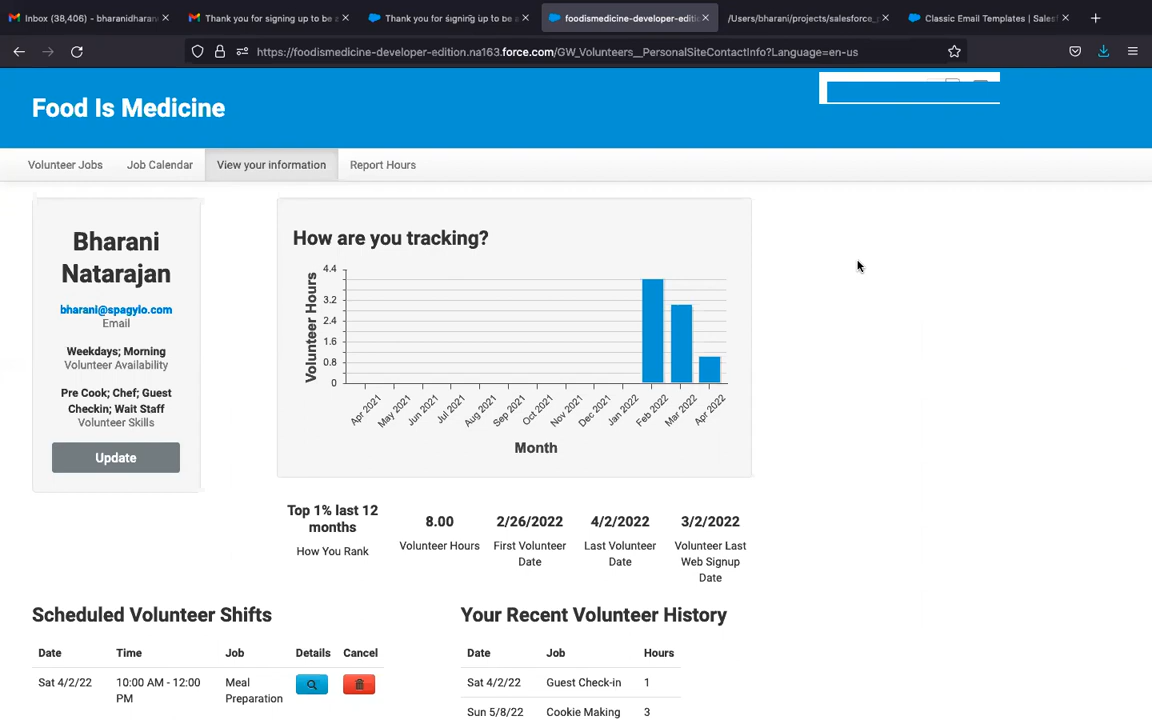 Inbox (38,406) - bharanidharan
Thank you for signing up to be a
Thank you for signing up to be a
foodismedicine-developer-editi
/Users/bharani/projects/salesforce_
Classic Email Templates | Sales
https://foodismedicine-developer-edition.na163.force.com/GW_Volunteers__PersonalSiteContactInfo?Language=en-us
Food Is Medicine
Volunteer Jobs
Job Calendar
View your information
Report Hours
Bharani
Natarajan
bharani@spagylo.com
Email
Weekdays; Morning
Volunteer Availability
Pre Cook; Chef; Guest
Checkin; Wait Staff
Volunteer Skills
Update
How are you tracking?
Volunteer Hours
4.4
3.2
2.4
1.6
0.8
0
Apr 2021
May 2021
Jun 2021
Jul 2021
Aug 2021
Sep 2021
Oct 2021
Nov 2021
Dec 2021
Jan 2022
Feb 2022
Mar 2022
Apr 2022
Month
Top 1% last 12
months
How You Rank
8.00
Volunteer Hours
2/26/2022
First Volunteer
Date
4/2/2022
Last Volunteer
Date
3/2/2022
Volunteer Last
Web Signup
Date
Scheduled Volunteer Shifts
Date Time Job Details Cancel
Sat 4/2/22 10:00 AM - 12:00 Meal
PM Preparation
Your Recent Volunteer History
Date Job Hours
Sat 4/2/22 Guest Check-in 1
Sun 5/8/22 Cookie Making 3